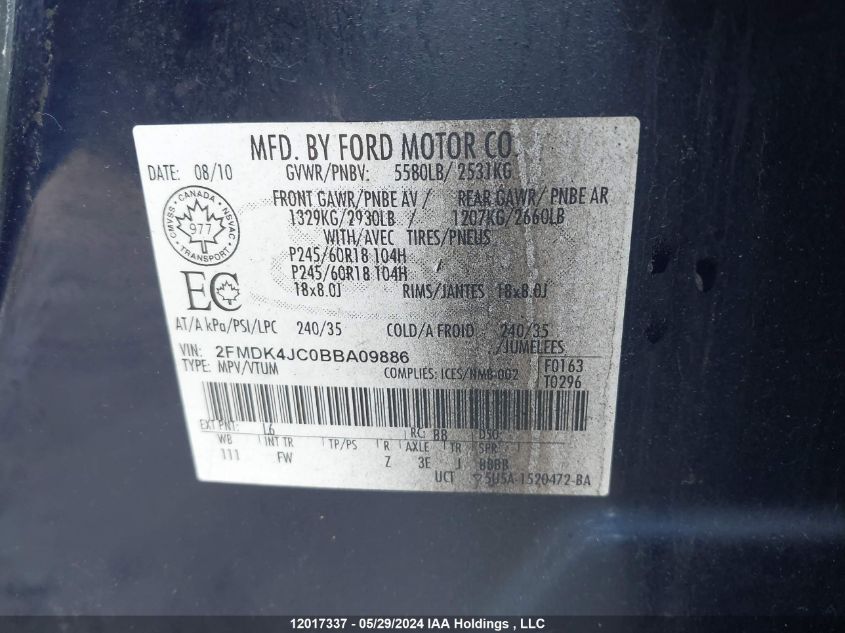 MFD. BY FORD MOTOR CO.
DATE: 08/10 GVWR/PNBV: 5580LB/ 2531KG
FRONT GAWR/PNBE AV / REAR GAWR/ PNBE AR
1329KG/2930LB / 1207KG/2660LB
WITH/AVEC TIRES/PNEUS
P245/60R18 104H
P245/60R18 104H
18x8.0J RIMS/JANTES 18x8.0J
CMVSS CANADA NSVAC
977
TRANSPORT
EC
AT/A kPa/PSI/LPC 240/35 COLD/A FROID 240/35
/JUMELEES
VIN: 2FMDK4JC0BBA09886
TYPE: MPV/VTUM COMPLIES: ICES/NMB-002
F0163
T0296
EXT PNT: L6 RC: BB DSO:
WB INT TR TP/PS R AXLE TR SPR
111 FW Z 3E J BBBB
UCT 5U5A-1520472-BA
12017337 - 05/29/2024 IAA Holdings , LLC